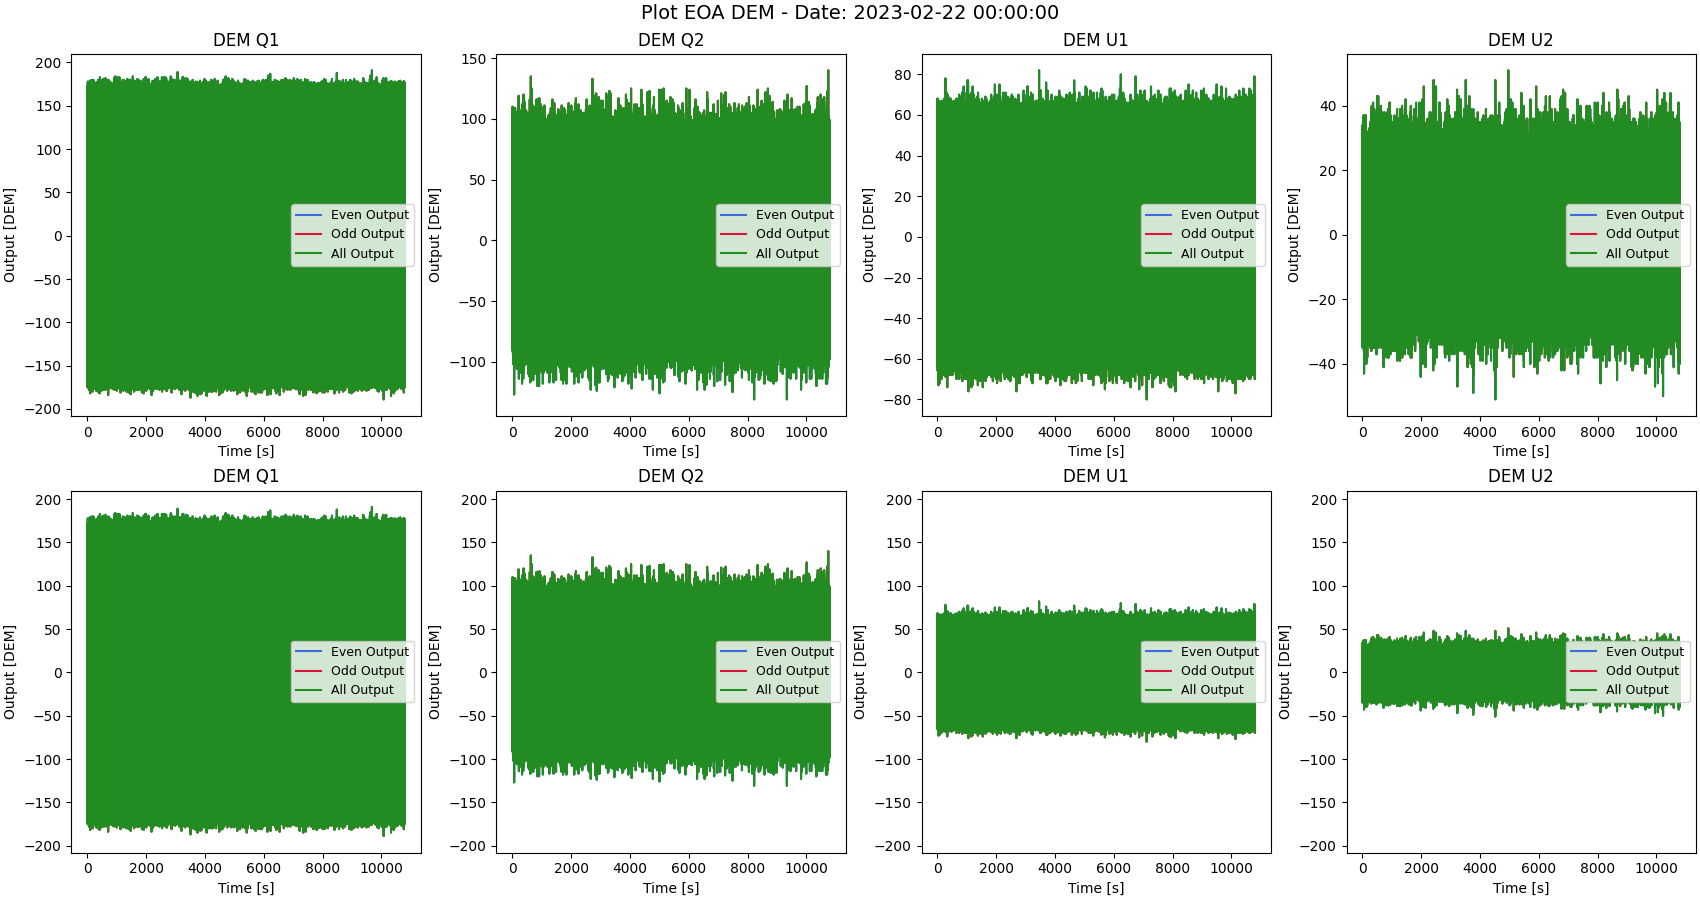 Plot EOA DEM - Date: 2023-02-22 00:00:00
DEM Q1
Output [DEM]
200
150
100
50
0
−50
−100
−150
−200
Even Output
Odd Output
All Output
0 2000 4000 6000 8000 10000
Time [s]
DEM Q2
Output [DEM]
150
100
50
0
−50
−100
Even Output
Odd Output
All Output
0 2000 4000 6000 8000 10000
Time [s]
DEM U1
Output [DEM]
80
60
40
20
0
−20
−40
−60
−80
Even Output
Odd Output
All Output
0 2000 4000 6000 8000 10000
Time [s]
DEM U2
Output [DEM]
40
20
0
−20
−40
Even Output
Odd Output
All Output
0 2000 4000 6000 8000 10000
Time [s]
DEM Q1
Output [DEM]
200
150
100
50
0
−50
−100
−150
−200
Even Output
Odd Output
All Output
0 2000 4000 6000 8000 10000
Time [s]
DEM Q2
Output [DEM]
200
150
100
50
0
−50
−100
−150
−200
Even Output
Odd Output
All Output
0 2000 4000 6000 8000 10000
Time [s]
DEM U1
Output [DEM]
200
150
100
50
0
−50
−100
−150
−200
Even Output
Odd Output
All Output
0 2000 4000 6000 8000 10000
Time [s]
DEM U2
Output [DEM]
200
150
100
50
0
−50
−100
−150
−200
Even Output
Odd Output
All Output
0 2000 4000 6000 8000 10000
Time [s]